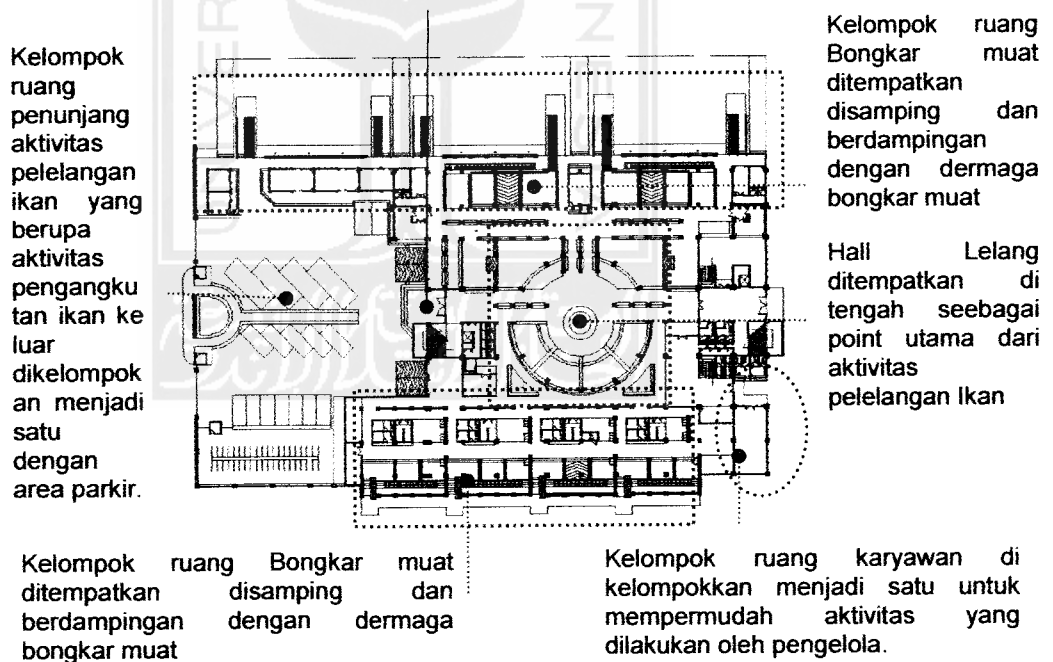 Kelompok
ruang
penunjang
aktivitas
pelelangan
ikan yang
berupa
aktivitas
pengangku
tan ikan ke
luar
dikelompok
an menjadi
satu
dengan
area parkir.
Kelompok ruang
Bongkar muat
ditempatkan
disamping dan
berdampingan
dengan dermaga
bongkar muat
Hall Lelang
ditempatkan di
tengah seebagai
point utama dari
aktivitas
pelelangan Ikan
Kelompok ruang Bongkar muat
ditempatkan disamping dan
berdampingan dengan dermaga
bongkar muat
Kelompok ruang karyawan di
kelompokkan menjadi satu untuk
mempermudah aktivitas yang
dilakukan oleh pengelola.